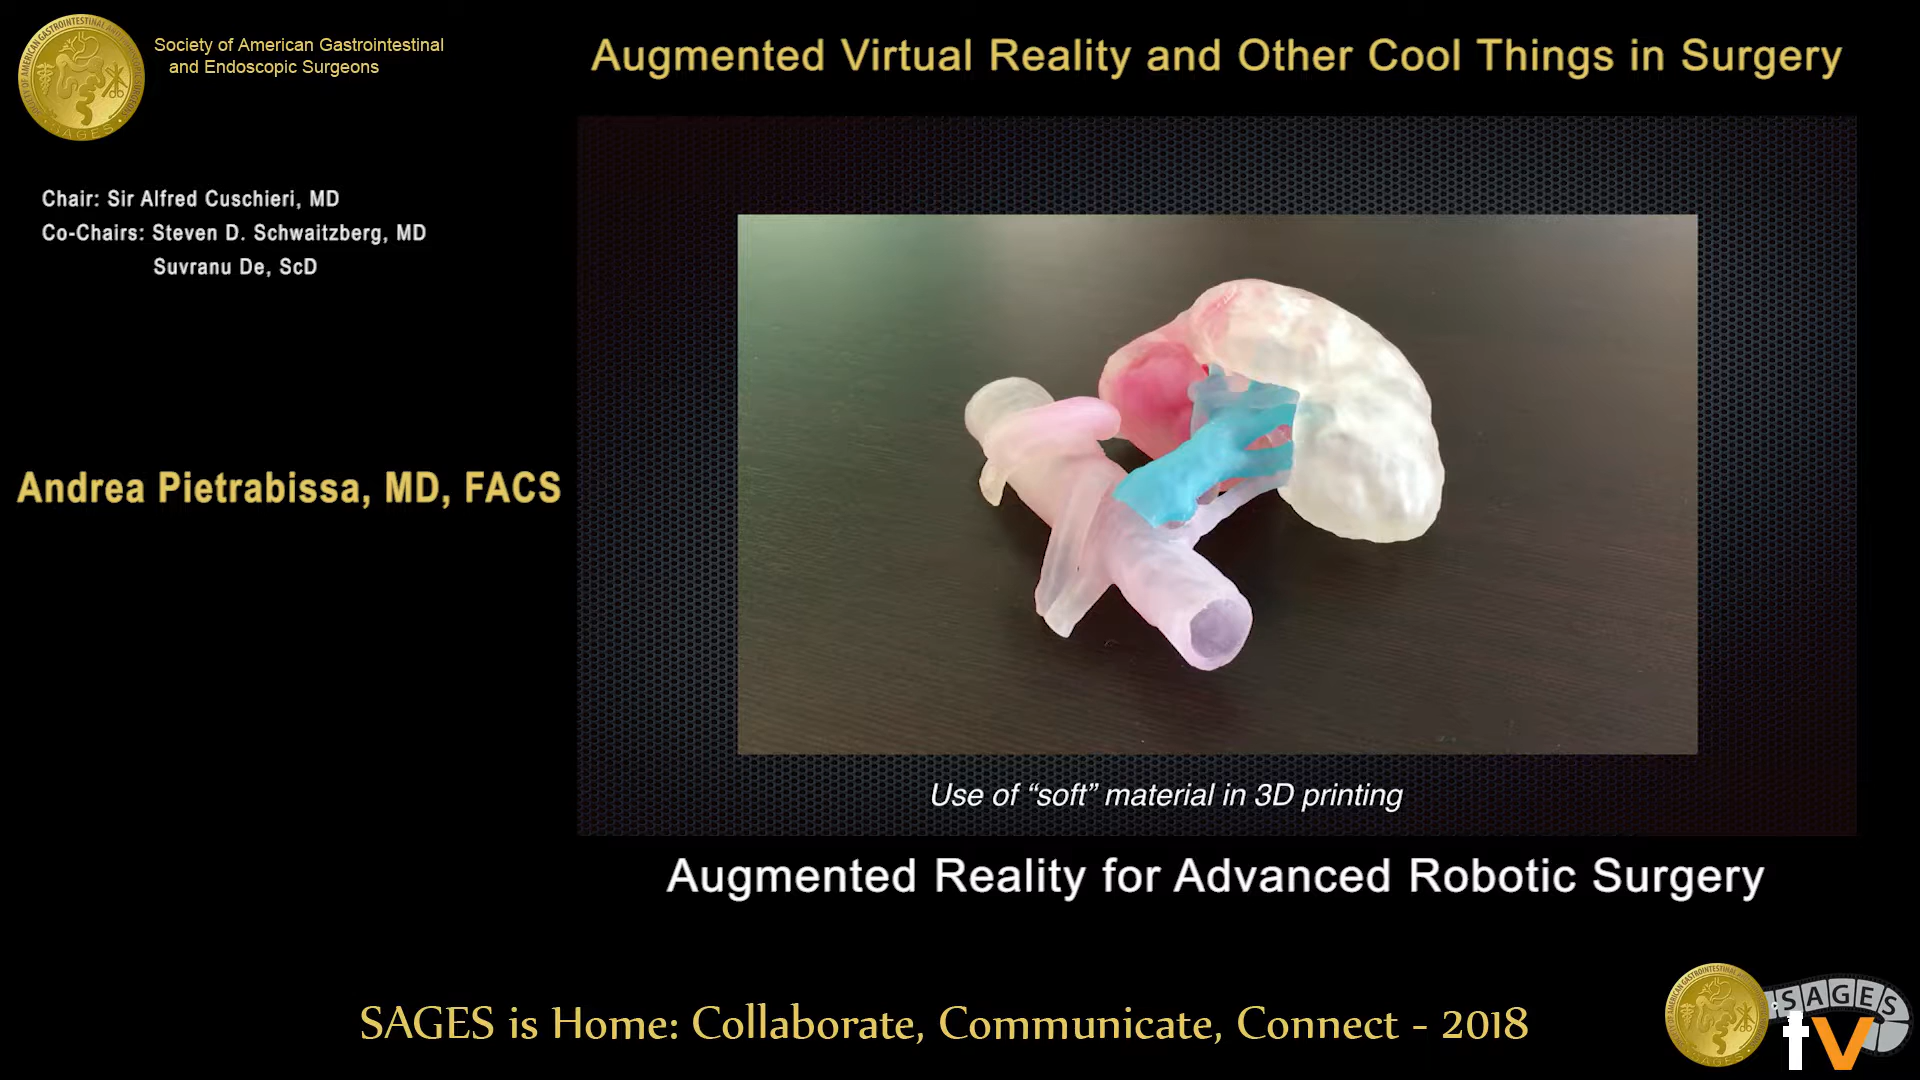 Society of American Gastrointestinal
and Endoscopic Surgeons
Augmented Virtual Reality and Other Cool Things in Surgery
Chair: Sir Alfred Cuschieri, MD
Co-Chairs: Steven D. Schwaitzberg, MD
Suvranu De, ScD
Andrea Pietrabissa, MD, FACS
Use of “soft” material in 3D printing
Augmented Reality for Advanced Robotic Surgery
SAGES is Home: Collaborate, Communicate, Connect - 2018
SAGES
tv